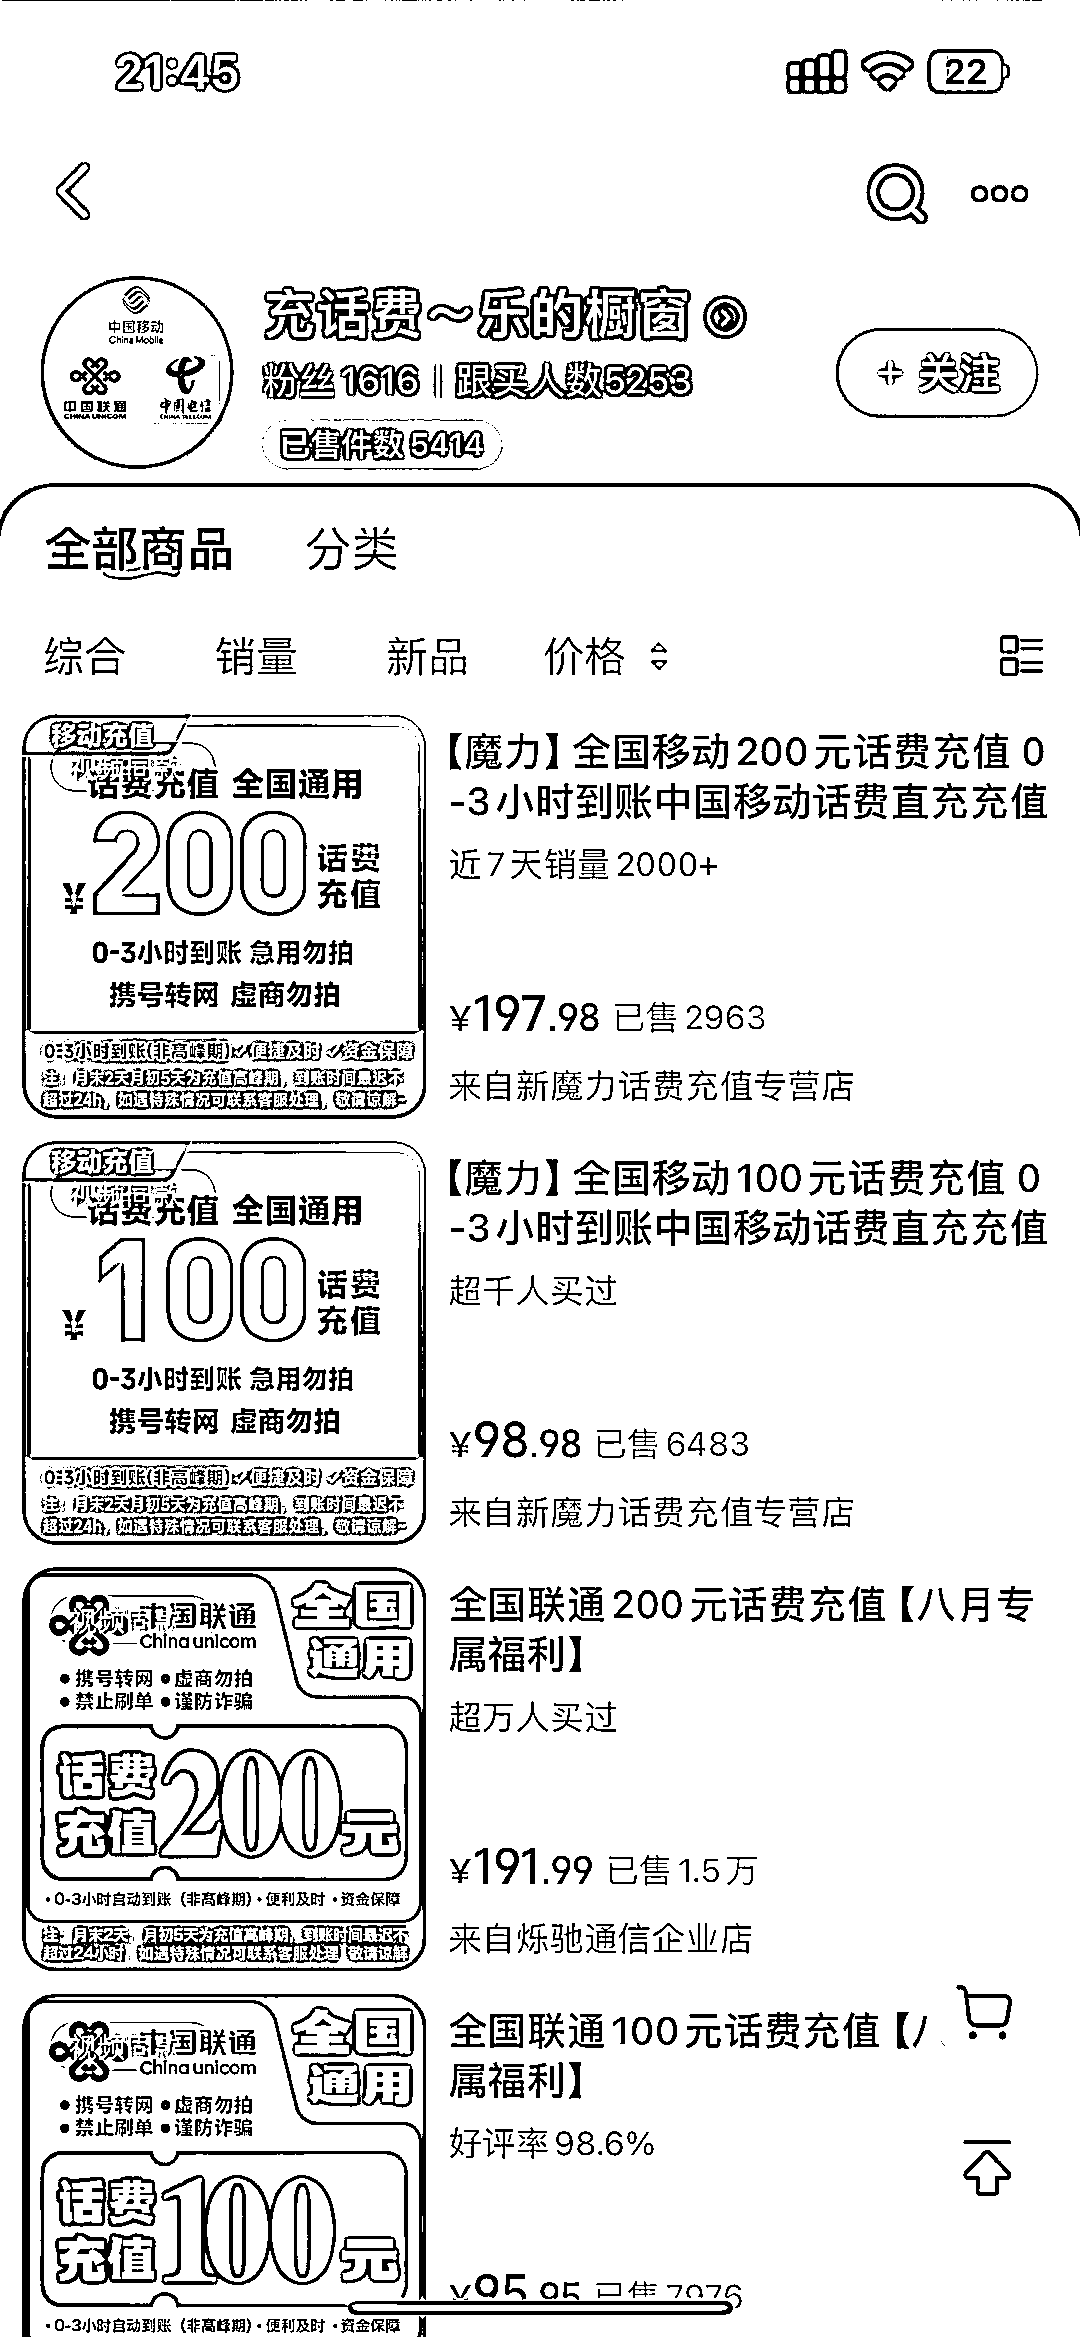 21:45
22
中国移动
China Mobile
中国联通
CHINA UNICOM
中国电信
CHINA TELECOM
充话费～乐的橱窗
粉丝 1616 | 跟买人数 5253
+ 关注
已售件数 5414
全部商品 分类
综合 销量 新品 价格
移动充值
视频同款
话费充值 全国通用
¥200 话费充值
0-3小时到账 急用勿拍
携号转网 虚商勿拍
0-3小时到账(非高峰期)✓便捷及时 ✓资金保障
注：月末2天月初5天为充值高峰期，到账时间最迟不
超过24h，如遇特殊情况可联系客服处理，敬请谅解~
【魔力】全国移动200元话费充值 0
-3小时到账中国移动话费直充充值
近7天销量2000+
¥197.98 已售2963
来自新魔力话费充值专营店
移动充值
视频同款
话费充值 全国通用
¥100 话费充值
0-3小时到账 急用勿拍
携号转网 虚商勿拍
0-3小时到账(非高峰期)✓便捷及时 ✓资金保障
注：月末2天月初5天为充值高峰期，到账时间最迟不
超过24h，如遇特殊情况可联系客服处理，敬请谅解~
【魔力】全国移动100元话费充值 0
-3小时到账中国移动话费直充充值
超千人买过
¥98.98 已售6483
来自新魔力话费充值专营店
视频同款
中国联通
China unicom
全国
通用
•携号转网 •虚商勿拍
•禁止刷单 •谨防诈骗
话费充值200元
•0-3小时自动到账（非高峰期）•便利及时 •资金保障
注：月末2天、月初5天为充值高峰期，到账时间最迟不
超过24小时，如遇特殊情况可联系客服处理 敬请谅解
全国联通200元话费充值【八月专
属福利】
超万人买过
¥191.99 已售1.5万
来自烁驰通信企业店
视频同款
中国联通
China unicom
全国
通用
•携号转网 •虚商勿拍
•禁止刷单 •谨防诈骗
话费充值100元
•0-3小时自动到账（非高峰期）•便利及时 •资金保障
全国联通100元话费充值【八
属福利】
好评率98.6%
¥95.95 已售7976